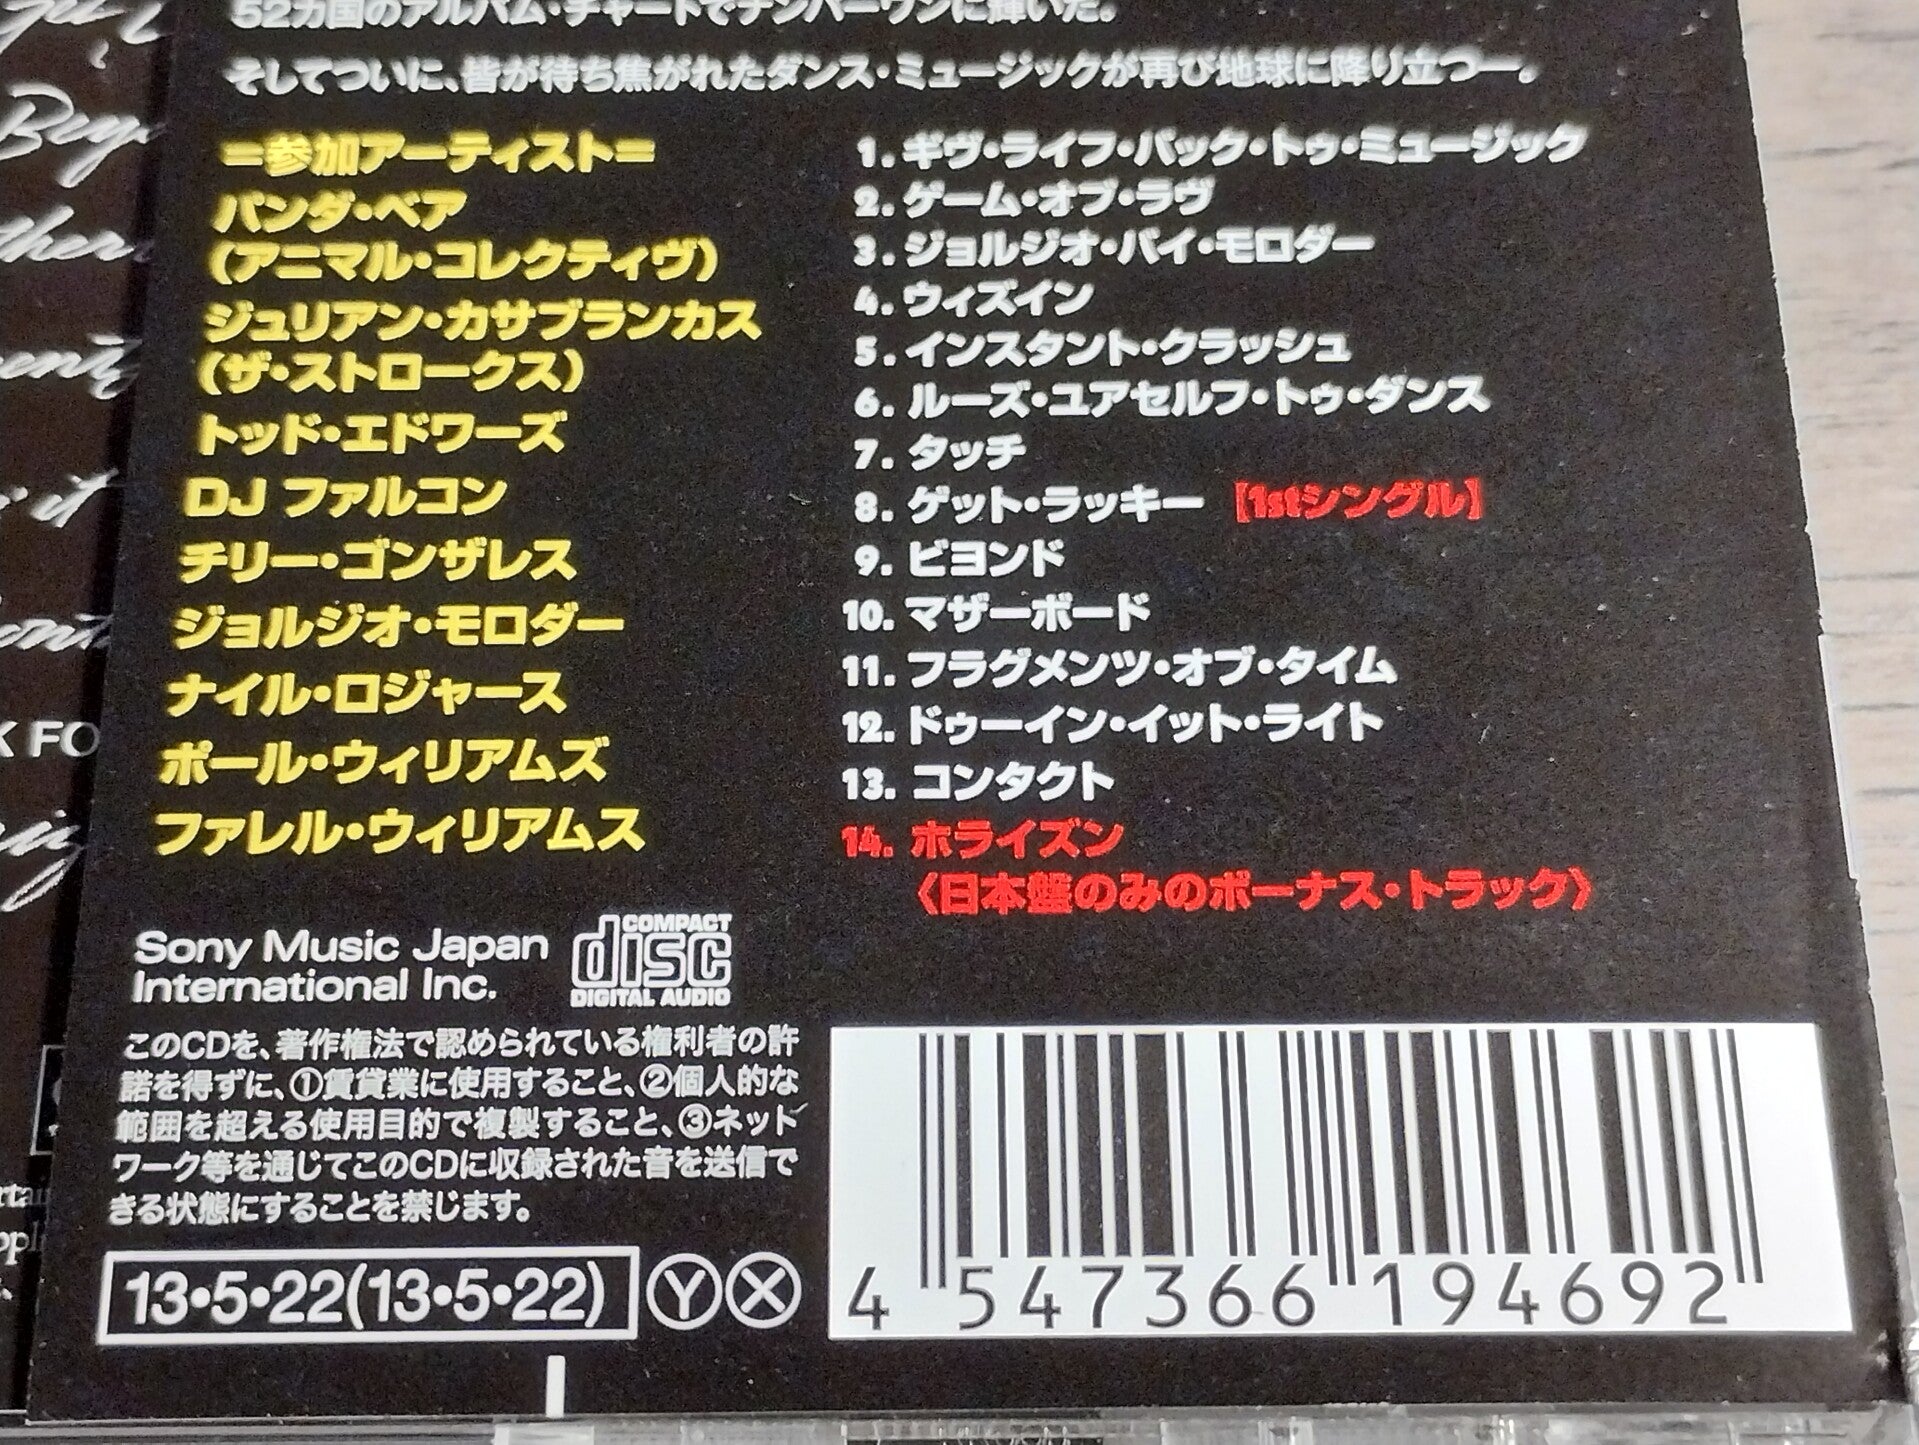 52カ国のアルバム・チャートでナンバーワンに輝いた。
そしてついに、皆が待ち焦がれたダンス・ミュージックが再び地球に降り立つ―。
=参加アーティスト=
パンダ・ベア
(アニマル・コレクティヴ)
ジュリアン・カサブランカス
(ザ・ストロークス)
トッド・エドワーズ
DJ ファルコン
チリー・ゴンザレス
ジョルジオ・モロダー
ナイル・ロジャース
ポール・ウィリアムズ
ファレル・ウィリアムス
1. ギヴ・ライフ・バック・トゥ・ミュージック
2. ゲーム・オブ・ラヴ
3. ジョルジオ・バイ・モロダー
4. ウィズイン
5. インスタント・クラッシュ
6. ルーズ・ユアセルフ・トゥ・ダンス
7. タッチ
8. ゲット・ラッキー 【1stシングル】
9. ビヨンド
10. マザーボード
11. フラグメンツ・オブ・タイム
12. ドゥーイン・イット・ライト
13. コンタクト
14. ホライズン
〈日本盤のみのボーナス・トラック〉
Sony Music Japan
International Inc.
COMPACT
disc
DIGITAL AUDIO
このCDを、著作権法で認められている権利者の許
諾を得ずに、①賃貸業に使用すること、②個人的な
範囲を超える使用目的で複製すること、③ネット
ワーク等を通じてこのCDに収録された音を送信で
きる状態にすることを禁じます。
13・5・22(13・5・22) Ⓨ Ⓧ
4 547366 194692